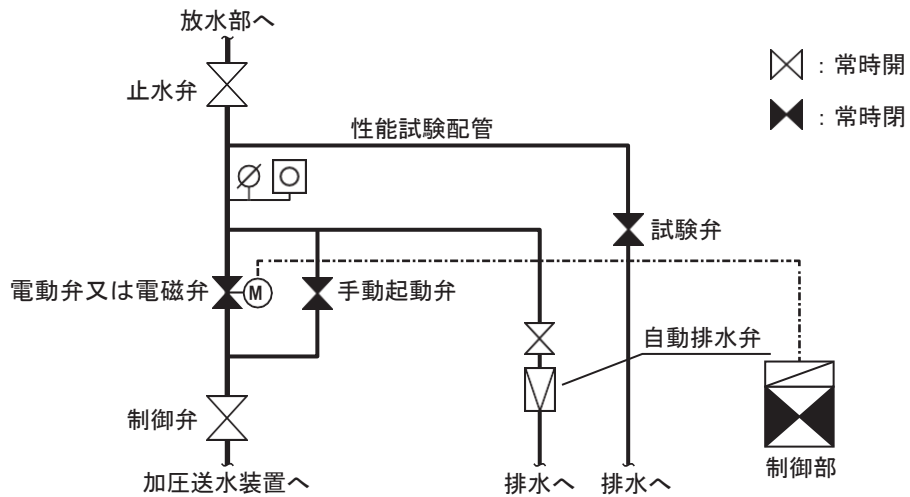 放水部へ
止水弁
：常時開
：常時閉
性能試験配管
試験弁
電動弁又は電磁弁
M
手動起動弁
自動排水弁
制御弁
制御部
加圧送水装置へ
排水へ
排水へ